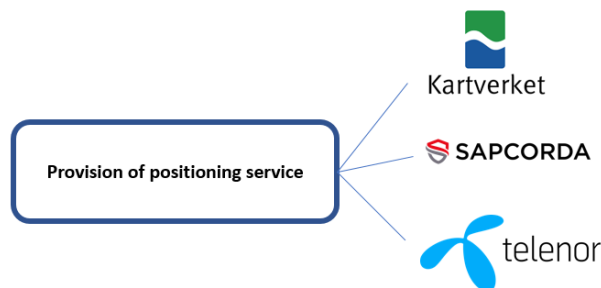 Kartverket
Provision of positioning service
SAPCORDA
telenor